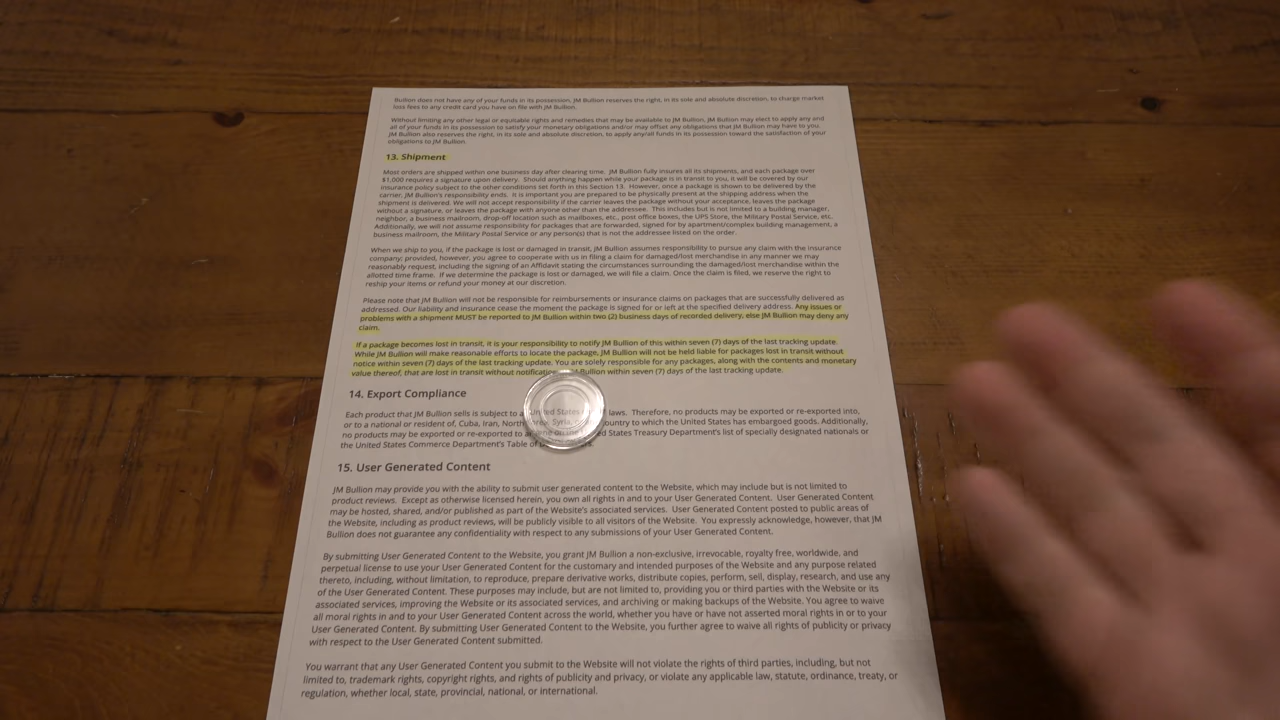 Bullion does not have any of your funds in its possession, JM Bullion reserves the right, in its sole and absolute discretion, to charge market
loss fees to any credit card you have on file with JM Bullion.
Without limiting any other legal or equitable rights and remedies that may be available to JM Bullion, JM Bullion may elect to apply any and
all of your funds in its possession to satisfy your monetary obligations and/or may offset any obligations that JM Bullion may have to you.
JM Bullion also reserves the right, in its sole and absolute discretion, to apply any/all funds in its possession toward the satisfaction of your
obligations to JM Bullion.
13. Shipment
Most orders are shipped within one business day after clearing time. JM Bullion fully insures all its shipments, and each package over
$1,000 requires a signature upon delivery. Should anything happen while your package is in transit to you, it will be covered by our
insurance policy subject to the other conditions set forth in this Section 13. However, once a package is shown to be delivered by the
carrier, JM Bullion's responsibility ends. It is important you are prepared to be physically present at the shipping address when the
shipment is delivered. We will not accept responsibility if the carrier leaves the package without your acceptance, leaves the package
without a signature, or leaves the package with anyone other than the addressee. This includes but is not limited to a building manager,
neighbor, a business mailroom, drop-off location such as mailboxes, etc., post office boxes, the UPS Store, the Military Postal Service, etc.
Additionally, we will not assume responsibility for packages that are forwarded, signed for by apartment/complex building management, a
business mailroom, the Military Postal Service or any person(s) that is not the addressee listed on the order.
When we ship to you, if the package is lost or damaged in transit, JM Bullion assumes responsibility to pursue any claim with the insurance
company; provided, however, you agree to cooperate with us in filing a claim for damaged/lost merchandise in any manner we may
reasonably request, including the signing of an Affidavit stating the circumstances surrounding the damaged/lost merchandise within the
allotted time frame. If we determine the package is lost or damaged, we will file a claim. Once the claim is filed, we reserve the right to
reship your items or refund your money at our discretion.
Please note that JM Bullion will not be responsible for reimbursements or insurance claims on packages that are successfully delivered as
addressed. Our liability and insurance cease the moment the package is signed for or left at the specified delivery address. Any issues or
problems with a shipment MUST be reported to JM Bullion within two (2) business days of recorded delivery, else JM Bullion may deny any
claim.
If a package becomes lost in transit, it is your responsibility to notify JM Bullion of this within seven (7) days of the last tracking update.
While JM Bullion will make reasonable efforts to locate the package, JM Bullion will not be held liable for packages lost in transit without
notice within seven (7) days of the last tracking update. You are solely responsible for any packages, along with the contents and monetary
value thereof, that are lost in transit without notification Bullion within seven (7) days of the last tracking update.
14. Export Compliance
Each product that JM Bullion sells is subject to United States laws. Therefore, no products may be exported or re-exported into,
or to a national or resident of, Cuba, Iran, North Syria, country to which the United States has embargoed goods. Additionally,
no products may be exported or re-exported to on the States Treasury Department's list of specially designated nationals or
the United States Commerce Department's Table of
15. User Generated Content
JM Bullion may provide you with the ability to submit user generated content to the Website, which may include but is not limited to
product reviews. Except as otherwise licensed herein, you own all rights in and to your User Generated Content. User Generated Content
may be hosted, shared, and/or published as part of the Website's associated services. User Generated Content posted to public areas of
the Website, including as product reviews, will be publicly visible to all visitors of the Website. You expressly acknowledge, however, that JM
Bullion does not guarantee any confidentiality with respect to any submissions of your User Generated Content.
By submitting User Generated Content to the Website, you grant JM Bullion a non-exclusive, irrevocable, royalty free, worldwide, and
perpetual license to use your User Generated Content for the customary and intended purposes of the Website and any purpose related
thereto, including, without limitation, to reproduce, prepare derivative works, distribute copies, perform, sell, display, research, and use any
of the User Generated Content. These purposes may include, but are not limited to, providing you or third parties with the Website or its
associated services, improving the Website or its associated services, and archiving or making backups of the Website. You agree to waive
all moral rights in and to your User Generated Content across the world, whether you have or have not asserted moral rights in or to your
User Generated Content. By submitting User Generated Content to the Website, you further agree to waive all rights of publicity or privacy
with respect to the User Generated Content submitted.
You warrant that any User Generated Content you submit to the Website will not violate the rights of third parties, including, but not
limited to, trademark rights, copyright rights, and rights of publicity and privacy, or violate any applicable law, statute, ordinance, treaty, or
regulation, whether local, state, provincial, national, or international.